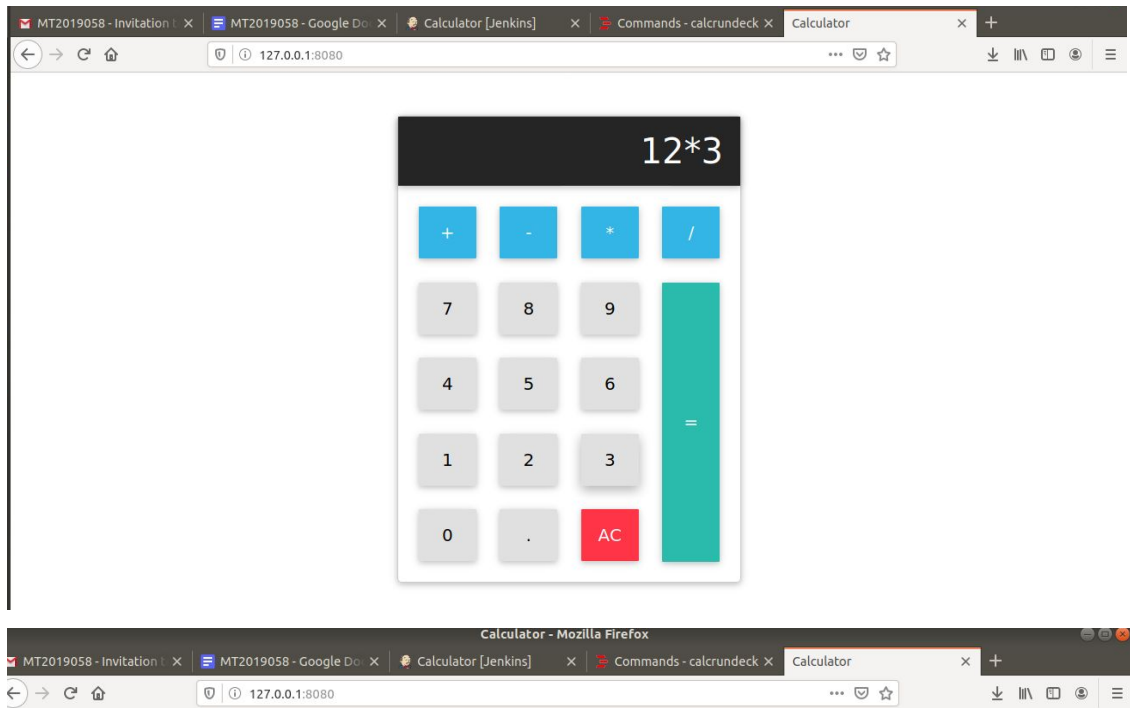 MT2019058 - Invitation t MT2019058 - Google Do Calculator [Jenkins] Commands - calcrundeck Calculator
127.0.0.1:8080
12*3
+ - * /
7 8 9
4 5 6
=
1 2 3
0 . AC
Calculator - Mozilla Firefox
MT2019058 - Invitation t MT2019058 - Google Do Calculator [Jenkins] Commands - calcrundeck Calculator
127.0.0.1:8080